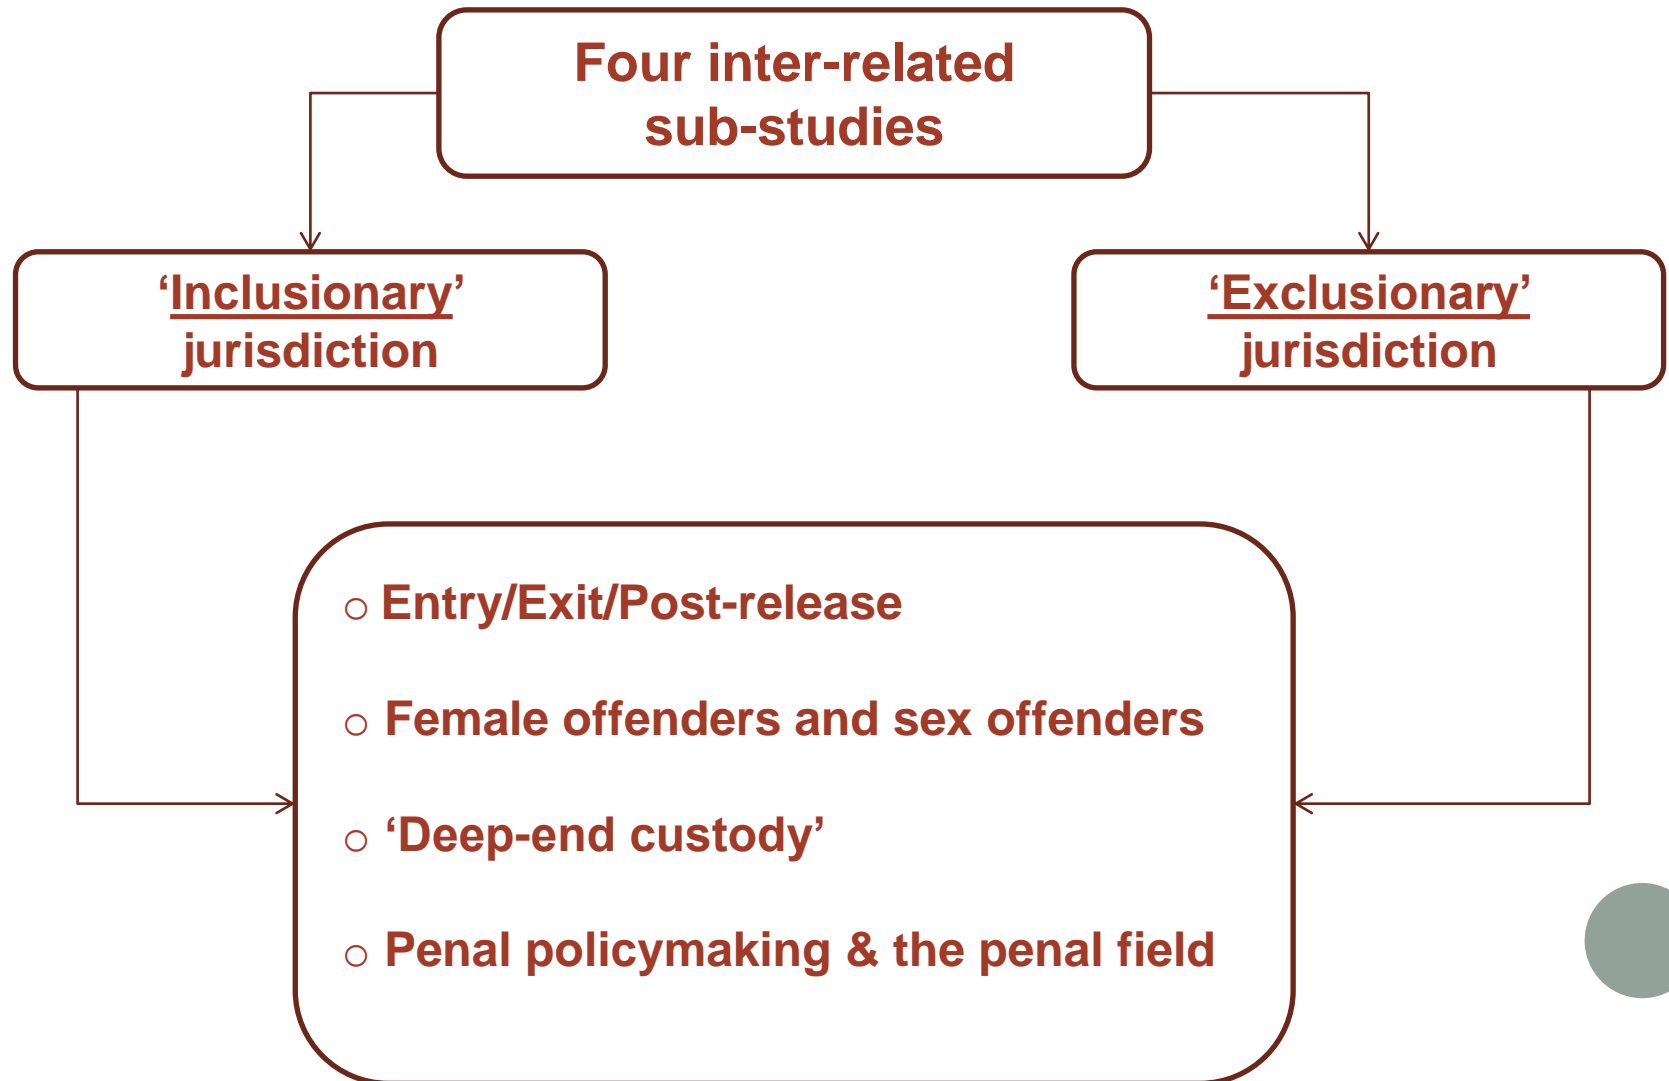 Four inter-related
sub-studies
‘Inclusionary’
jurisdiction
‘Exclusionary’
jurisdiction
○ Entry/Exit/Post-release
○ Female offenders and sex offenders
○ ‘Deep-end custody’
○ Penal policymaking & the penal field